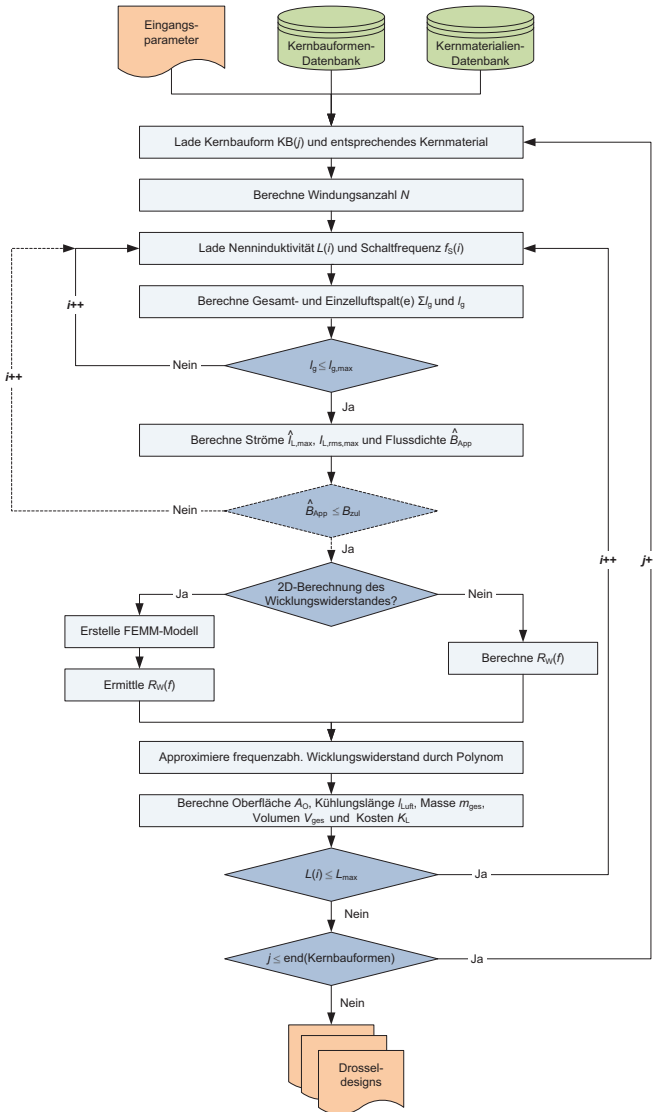 Eingangs-
parameter
Kernbauformen-
Datenbank
Kernmaterialien-
Datenbank
Lade Kernbauform KB(j) und entsprechendes Kernmaterial
Berechne Windungsanzahl N
Lade Nenninduktivität L(i) und Schaltfrequenz fS(i)
i++
Berechne Gesamt- und Einzelluftspalt(e) Σlg und lg
i++
Nein
lg ≤ lg,max
Ja
Berechne Ströme ÎL,max, IL,rms,max und Flussdichte B̂App
Nein
B̂App ≤ Bzul
i++
j+
Ja
2D-Berechnung des
Wicklungswiderstandes?
Ja
Nein
Erstelle FEMM-Modell
Berechne RW(f)
Ermittle RW(f)
Approximiere frequenzabh. Wicklungswiderstand durch Polynom
Berechne Oberfläche AO, Kühlungslänge lLuft, Masse mges,
Volumen Vges und Kosten KL
L(i) ≤ Lmax
Ja
Nein
j ≤ end(Kernbauformen)
Ja
Nein
Drossel-
designs